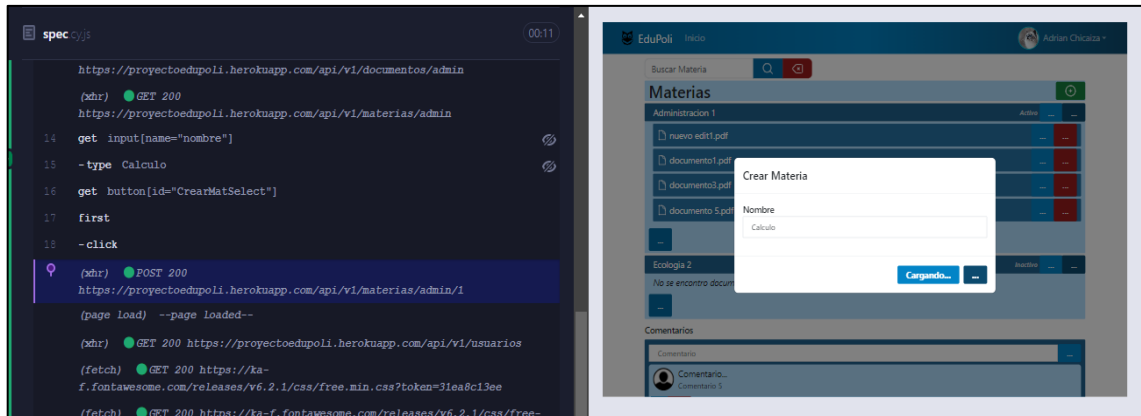 spec cy.js 00:11
https://proyectoedupoli.herokuapp.com/api/v1/documentos/admin
(xhr) GET 200
https://proyectoedupoli.herokuapp.com/api/v1/materias/admin
14 get input[name="nombre"]
15 -type Calculo
16 get button[id="CrearMatSelect"]
17 first
18 -click
(xhr) POST 200
https://proyectoedupoli.herokuapp.com/api/v1/materias/admin/1
(page load) --page loaded--
(xhr) GET 200 https://proyectoedupoli.herokuapp.com/api/v1/usuarios
(fetch) GET 200 https://ka-
f.fontawesome.com/releases/v6.2.1/css/free.min.css?token=31ea8c13ee
(fetch) GET 200 https://ka-f.fontawesome.com/releases/v6.2.1/css/free-
EduPoli Inicio Adrian Chicaiza
Buscar Materia
Materias
Administracion 1 Activo ... ...
nuevo edit1.pdf ... ...
documento1.pdf ... ...
documento3.pdf ... ...
documento 5.pdf ... ...
...
Crear Materia
Nombre
Calculo
Cargando... ...
Ecologia 2 Inactivo ... ...
No se encontro docum
...
Comentarios
Comentario ...
Comentario...
Comentario 5